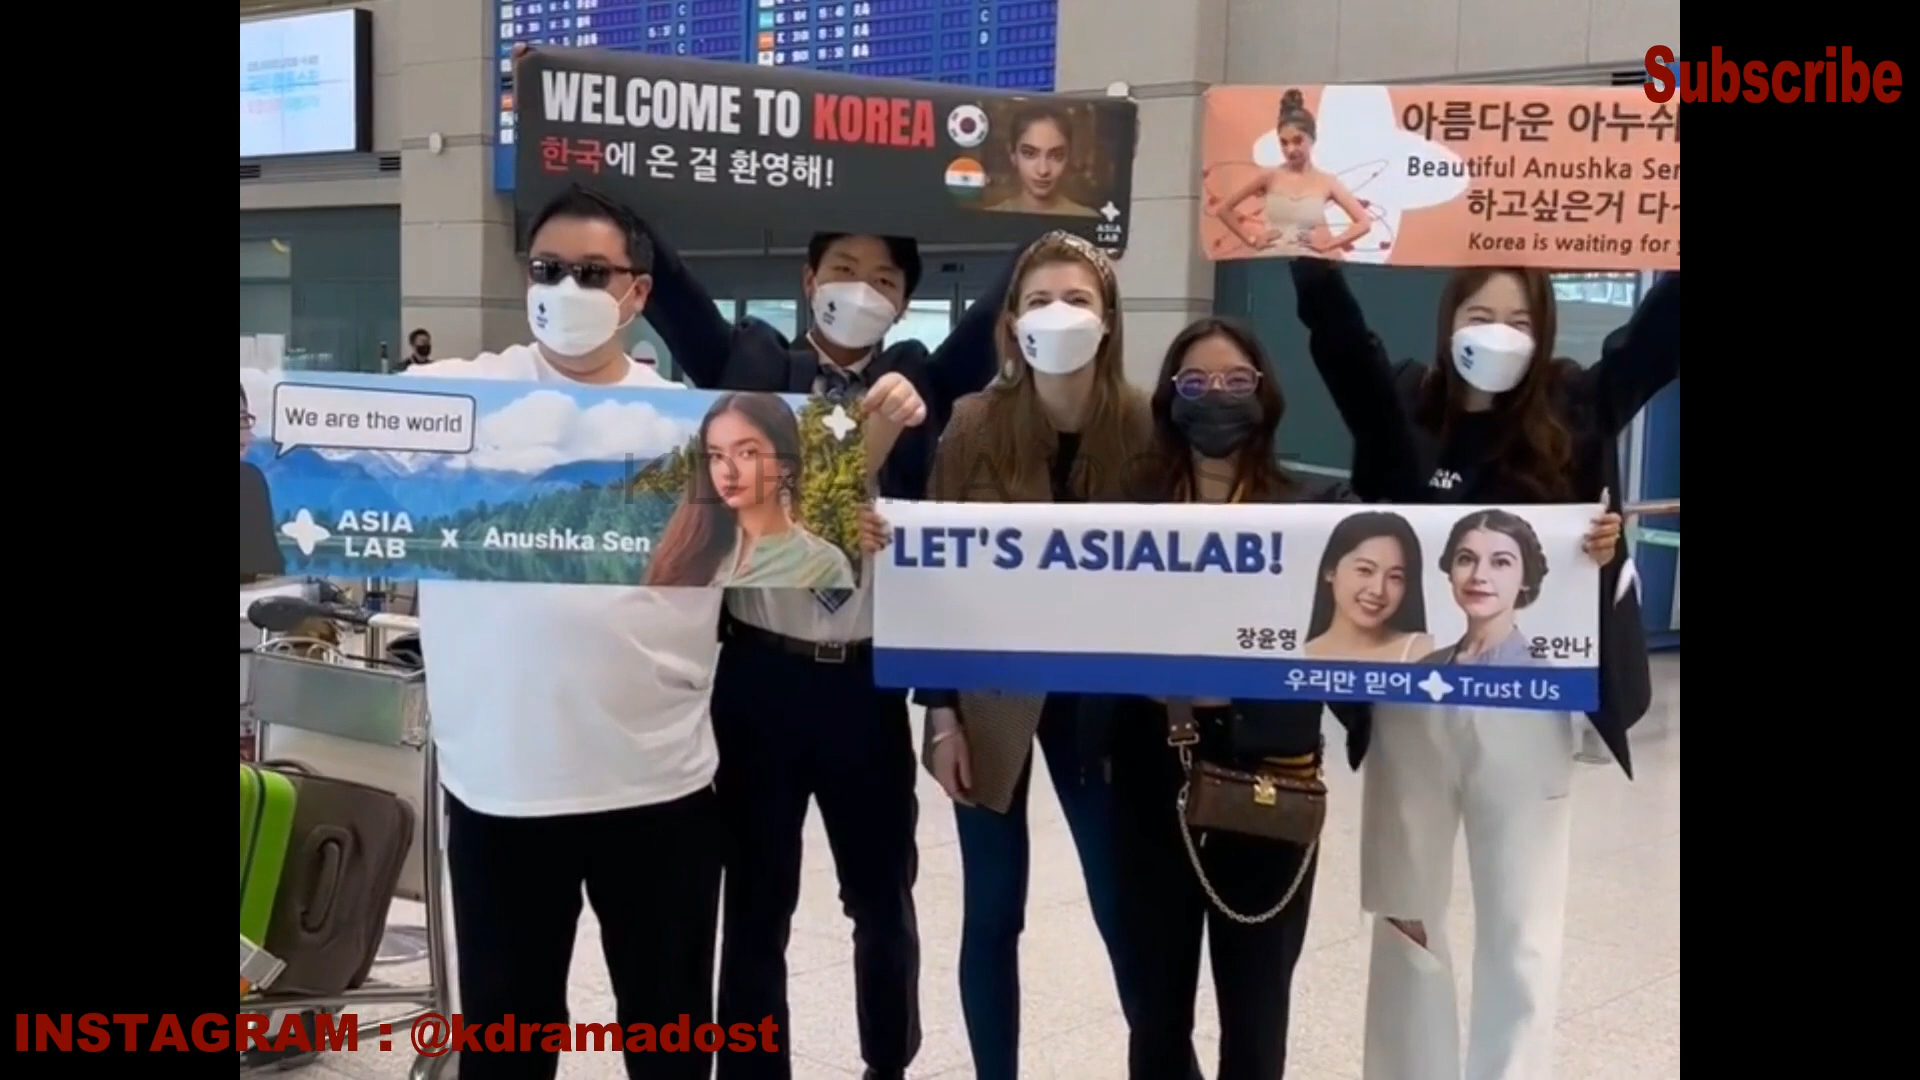 Subscribe
WELCOME TO KOREA
한국에 온 걸 환영해!
ASIA
LAB
아름다운 아누쉬
Beautiful Anushka Sen
하고싶은거 다~
Korea is waiting for
We are the world
ASIA
LAB
x Anushka Sen
KDRAMA DOST
LET'S ASIALAB!
장윤영
윤안나
우리만 믿어 Trust Us
INSTAGRAM : @kdramadost